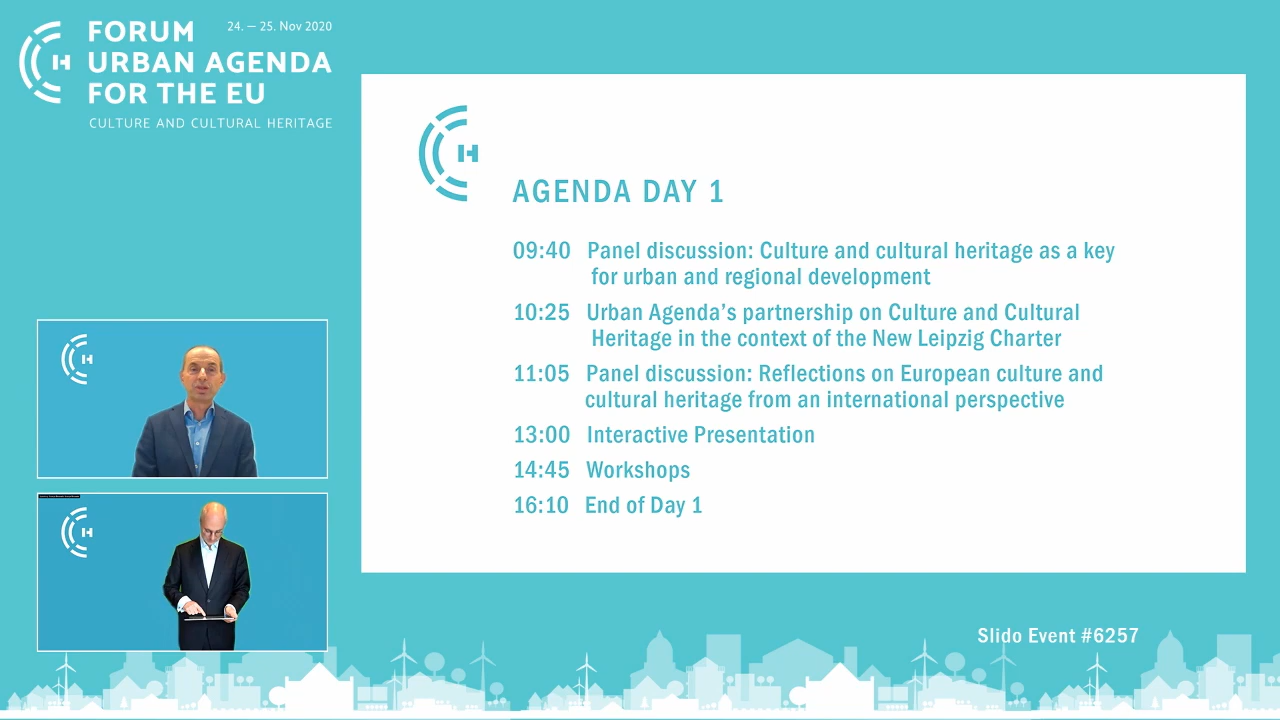 FORUM
24. – 25. Nov 2020
URBAN AGENDA
FOR THE EU
CULTURE AND CULTURAL HERITAGE
AGENDA DAY 1
09:40 Panel discussion: Culture and cultural heritage as a key
for urban and regional development
10:25 Urban Agenda's partnership on Culture and Cultural
Heritage in the context of the New Leipzig Charter
11:05 Panel discussion: Reflections on European culture and
cultural heritage from an international perspective
13:00 Interactive Presentation
14:45 Workshops
16:10 End of Day 1
Slido Event #6257